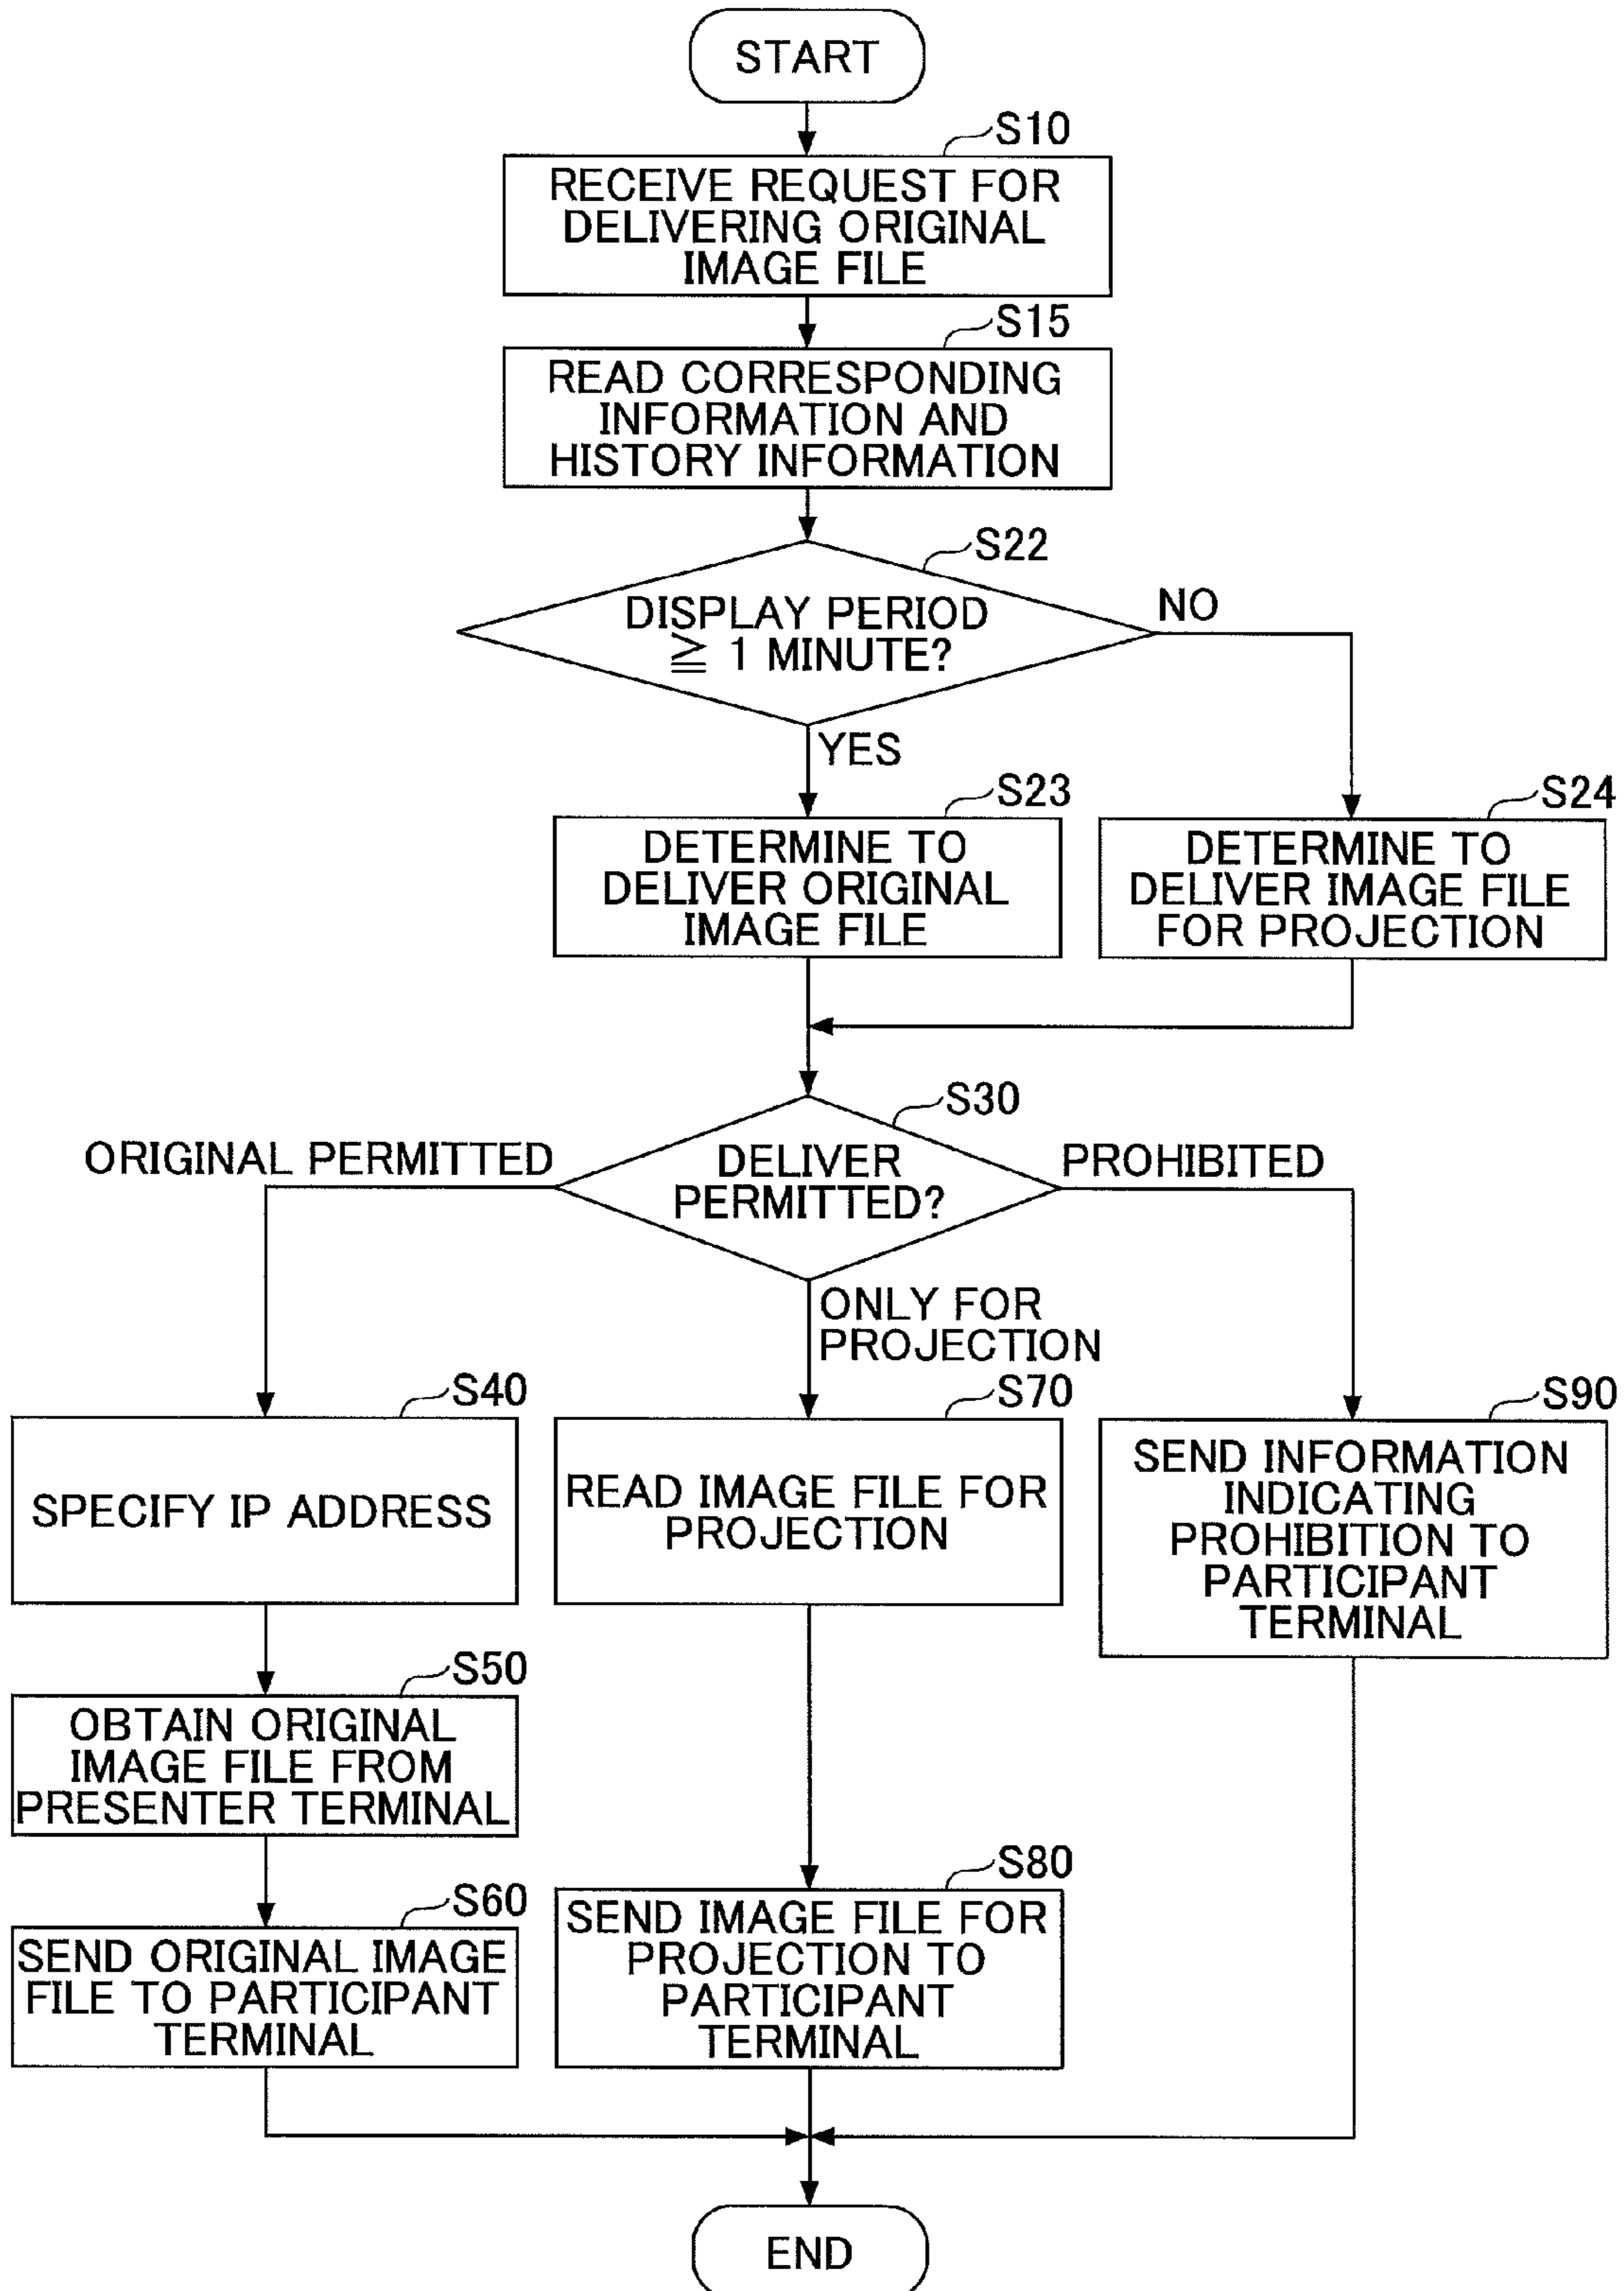 START
S10
RECEIVE REQUEST FOR
DELIVERING ORIGINAL
IMAGE FILE
S15
READ CORRESPONDING
INFORMATION AND
HISTORY INFORMATION
S22
DISPLAY PERIOD
≧ 1 MINUTE?
NO
YES
S23
DETERMINE TO
DELIVER ORIGINAL
IMAGE FILE
S24
DETERMINE TO
DELIVER IMAGE FILE
FOR PROJECTION
S30
DELIVER
PERMITTED?
ORIGINAL PERMITTED
PROHIBITED
ONLY FOR
PROJECTION
S40
SPECIFY IP ADDRESS
S50
OBTAIN ORIGINAL
IMAGE FILE FROM
PRESENTER TERMINAL
S60
SEND ORIGINAL IMAGE
FILE TO PARTICIPANT
TERMINAL
S70
READ IMAGE FILE FOR
PROJECTION
S80
SEND IMAGE FILE FOR
PROJECTION TO
PARTICIPANT
TERMINAL
S90
SEND INFORMATION
INDICATING
PROHIBITION TO
PARTICIPANT
TERMINAL
END